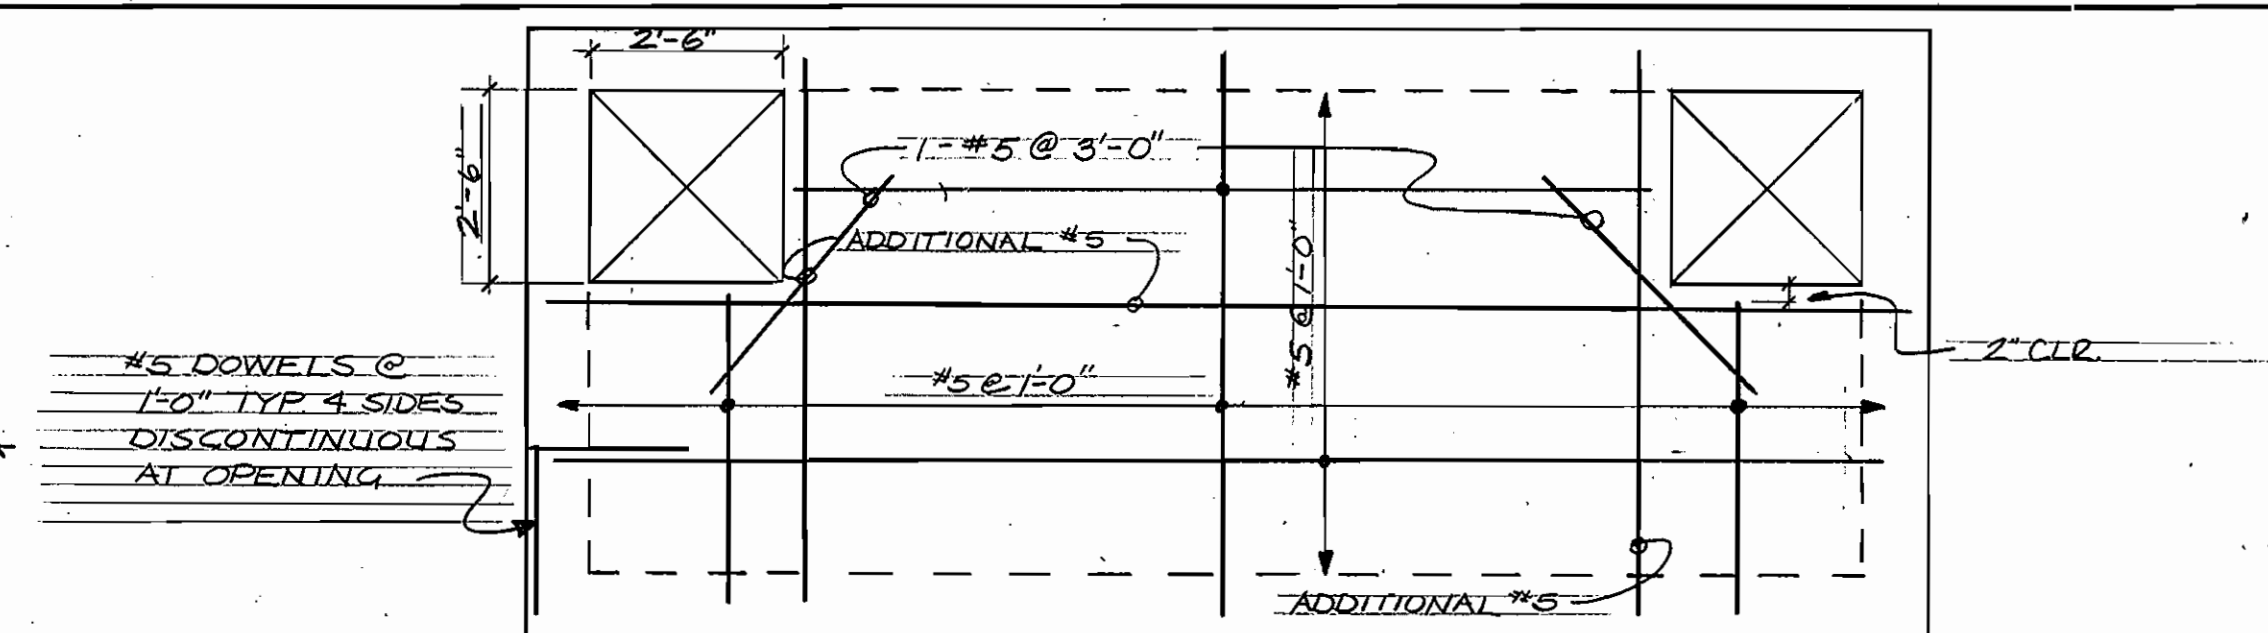 2'-6"
2'-6"
1-#5 @ 3'-0"
ADDITIONAL #5
#5 @ 1'-0"
#5 @ 1'-0"
2" CLR.
#5 DOWELS @
1'-0" TYP. 4 SIDES
DISCONTINUOUS
AT OPENING
ADDITIONAL #5